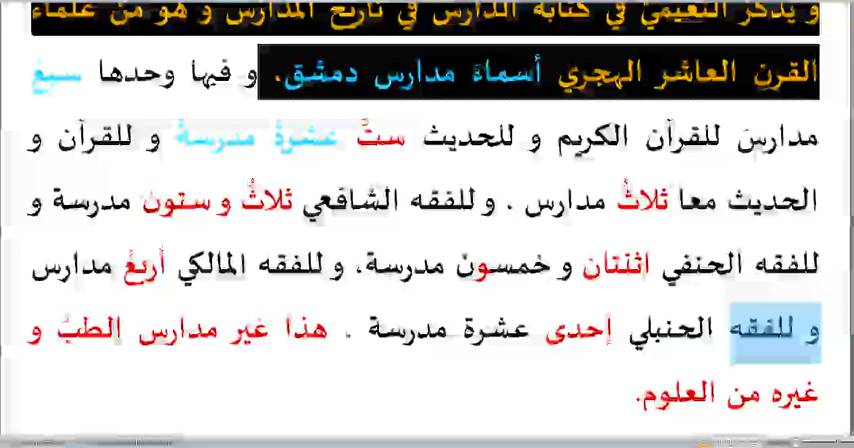 و يذكر النعيميّ في كتابه الدارس في تاريخ المدارس و هو من علماء
القرن العاشر الهجري أسماءَ مدارس دمشق، و فيها وحدها سبعُ
مدارسَ للقرآن الكريم و للحديث ستَّ عشرةَ مدرسةً و للقرآن و
الحديث معا ثلاثُ مدارس . و للفقه الشافعي ثلاثٌ و ستون مدرسة و
للفقه الحنفي اثنتان و خمسون مدرسة، و للفقه المالكي أربعُ مدارس
و للفقه الحنبلي إحدى عشرة مدرسة . هذا غير مدارس الطبّ و
غيره من العلوم.